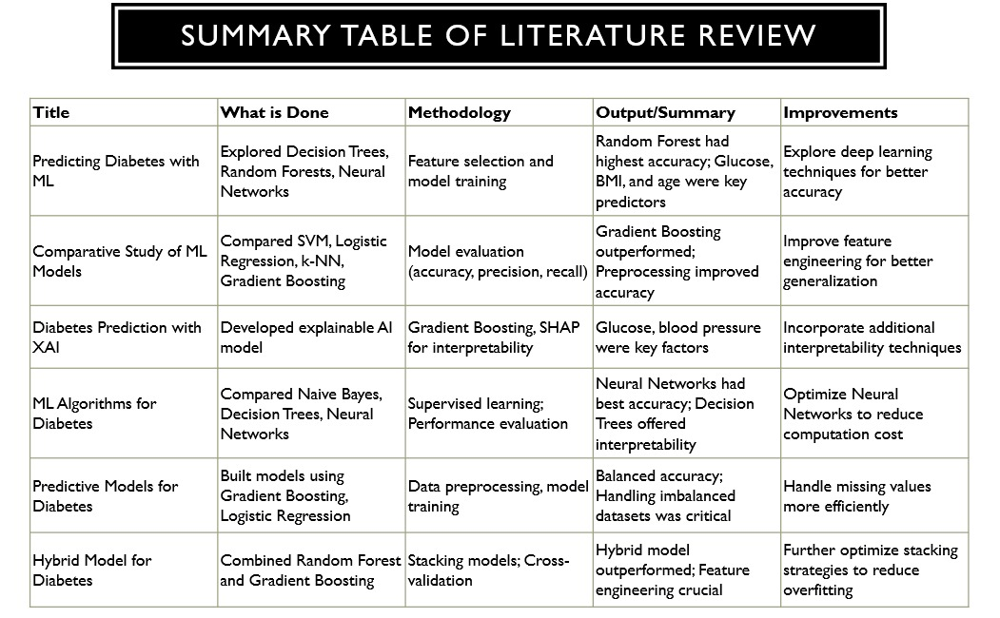 SUMMARY TABLE OF LITERATURE REVIEW
Title
What is Done
Methodology
Output/Summary
Improvements
Predicting Diabetes with
ML
Explored Decision Trees,
Random Forests, Neural
Networks
Feature selection and
model training
Random Forest had
highest accuracy; Glucose,
BMI, and age were key
predictors
Explore deep learning
techniques for better
accuracy
Comparative Study of ML
Models
Compared SVM, Logistic
Regression, k-NN,
Gradient Boosting
Model evaluation
(accuracy, precision, recall)
Gradient Boosting
outperformed;
Preprocessing improved
accuracy
Improve feature
engineering for better
generalization
Diabetes Prediction with
XAI
Developed explainable AI
model
Gradient Boosting, SHAP
for interpretability
Glucose, blood pressure
were key factors
Incorporate additional
interpretability techniques
ML Algorithms for
Diabetes
Compared Naive Bayes,
Decision Trees, Neural
Networks
Supervised learning;
Performance evaluation
Neural Networks had
best accuracy; Decision
Trees offered
interpretability
Optimize Neural
Networks to reduce
computation cost
Predictive Models for
Diabetes
Built models using
Gradient Boosting,
Logistic Regression
Data preprocessing, model
training
Balanced accuracy;
Handling imbalanced
datasets was critical
Handle missing values
more efficiently
Hybrid Model for
Diabetes
Combined Random Forest
and Gradient Boosting
Stacking models; Cross-
validation
Hybrid model
outperformed; Feature
engineering crucial
Further optimize stacking
strategies to reduce
overfitting